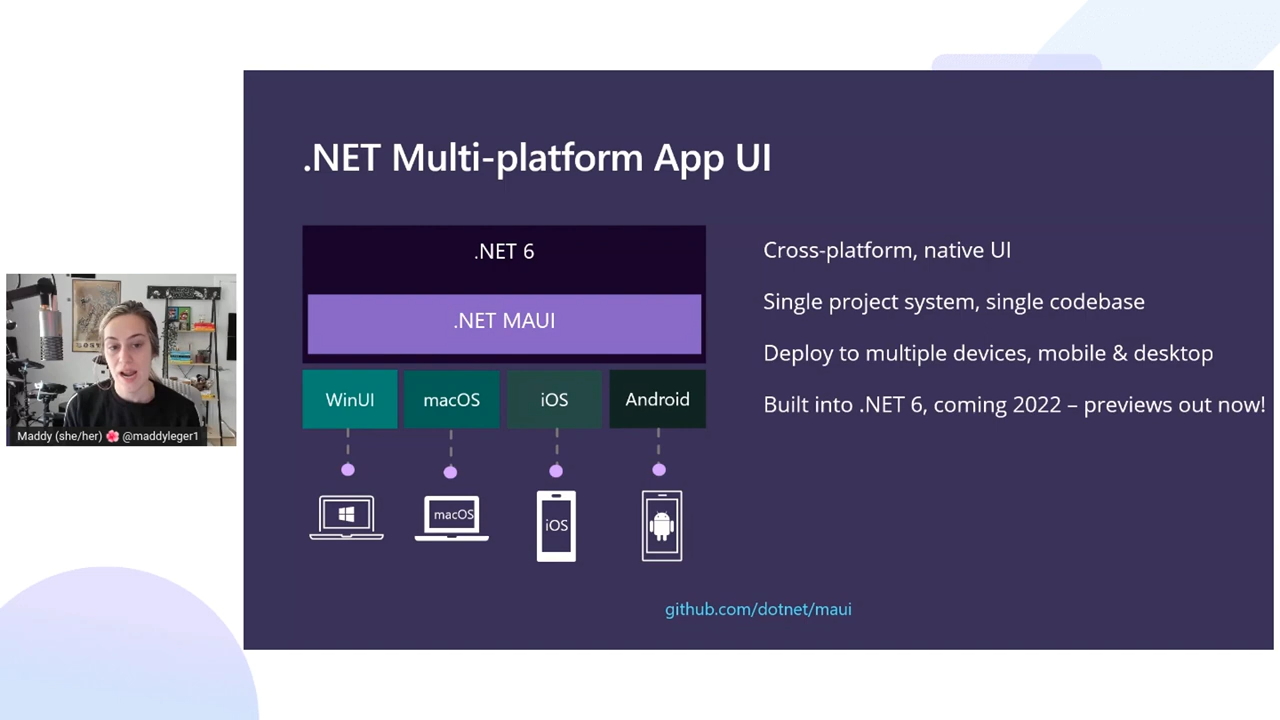 .NET Multi-platform App UI
.NET 6
.NET MAUI
WinUI
macOS
iOS
Android
macOS
iOS
Cross-platform, native UI
Single project system, single codebase
Deploy to multiple devices, mobile & desktop
Built into .NET 6, coming 2022 – previews out now!
github.com/dotnet/maui
Maddy (she/her) 🌸 @maddyleger1